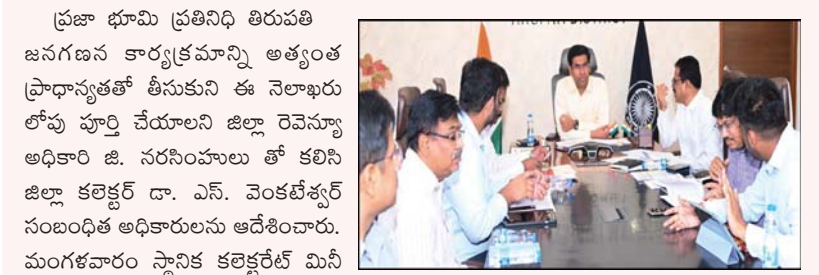 ప్రజా భూమి ప్రతినిధి తిరుపతి
జనగణన కార్యక్రమాన్ని అత్యంత
ప్రాధాన్యతతో తీసుకుని ఈ నెలాఖరు
లోపు పూర్తి చేయాలని జిల్లా రెవెన్యూ
అధికారి జి. నరసింహులు తో కలిసి
జిల్లా కలెక్టర్ డా. ఎస్. వెంకటేశ్వర్
సంబంధిత అధికారులను ఆదేశించారు.
మంగళవారం స్థానిక కలెక్టరేట్ మినీ